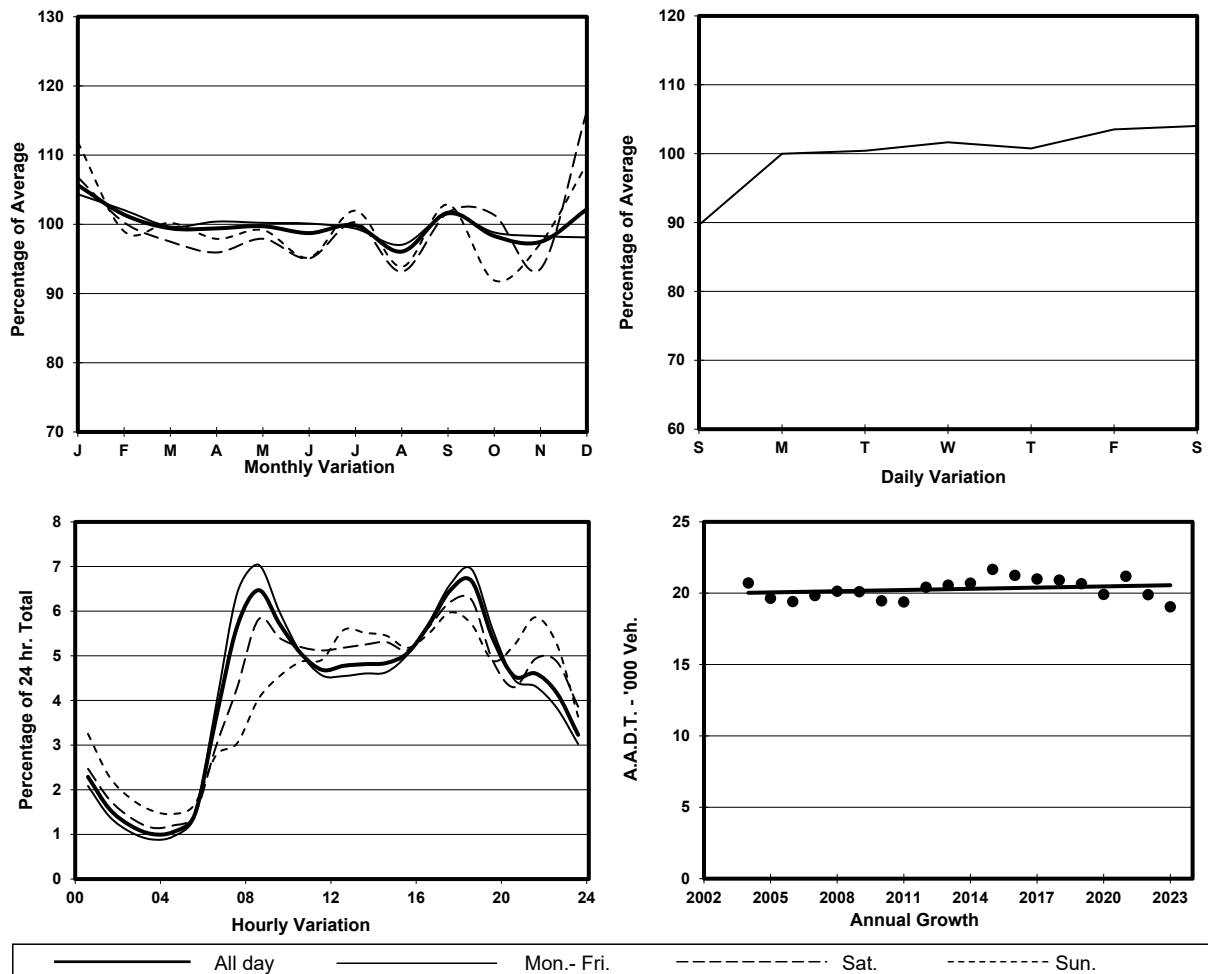 130
120
110
100
90
80
70
Percentage of Average
J F M A M J J A S O N D
Monthly Variation
120
110
100
90
80
70
60
Percentage of Average
S M T W T F S
Daily Variation
8
7
6
5
4
3
2
1
0
Percentage of 24 hr. Total
00 04 08 12 16 20 24
Hourly Variation
25
20
15
10
5
0
A.A.D.T. - '000 Veh.
2002 2005 2008 2011 2014 2017 2020 2023
Annual Growth
All day Mon.- Fri. Sat. Sun.